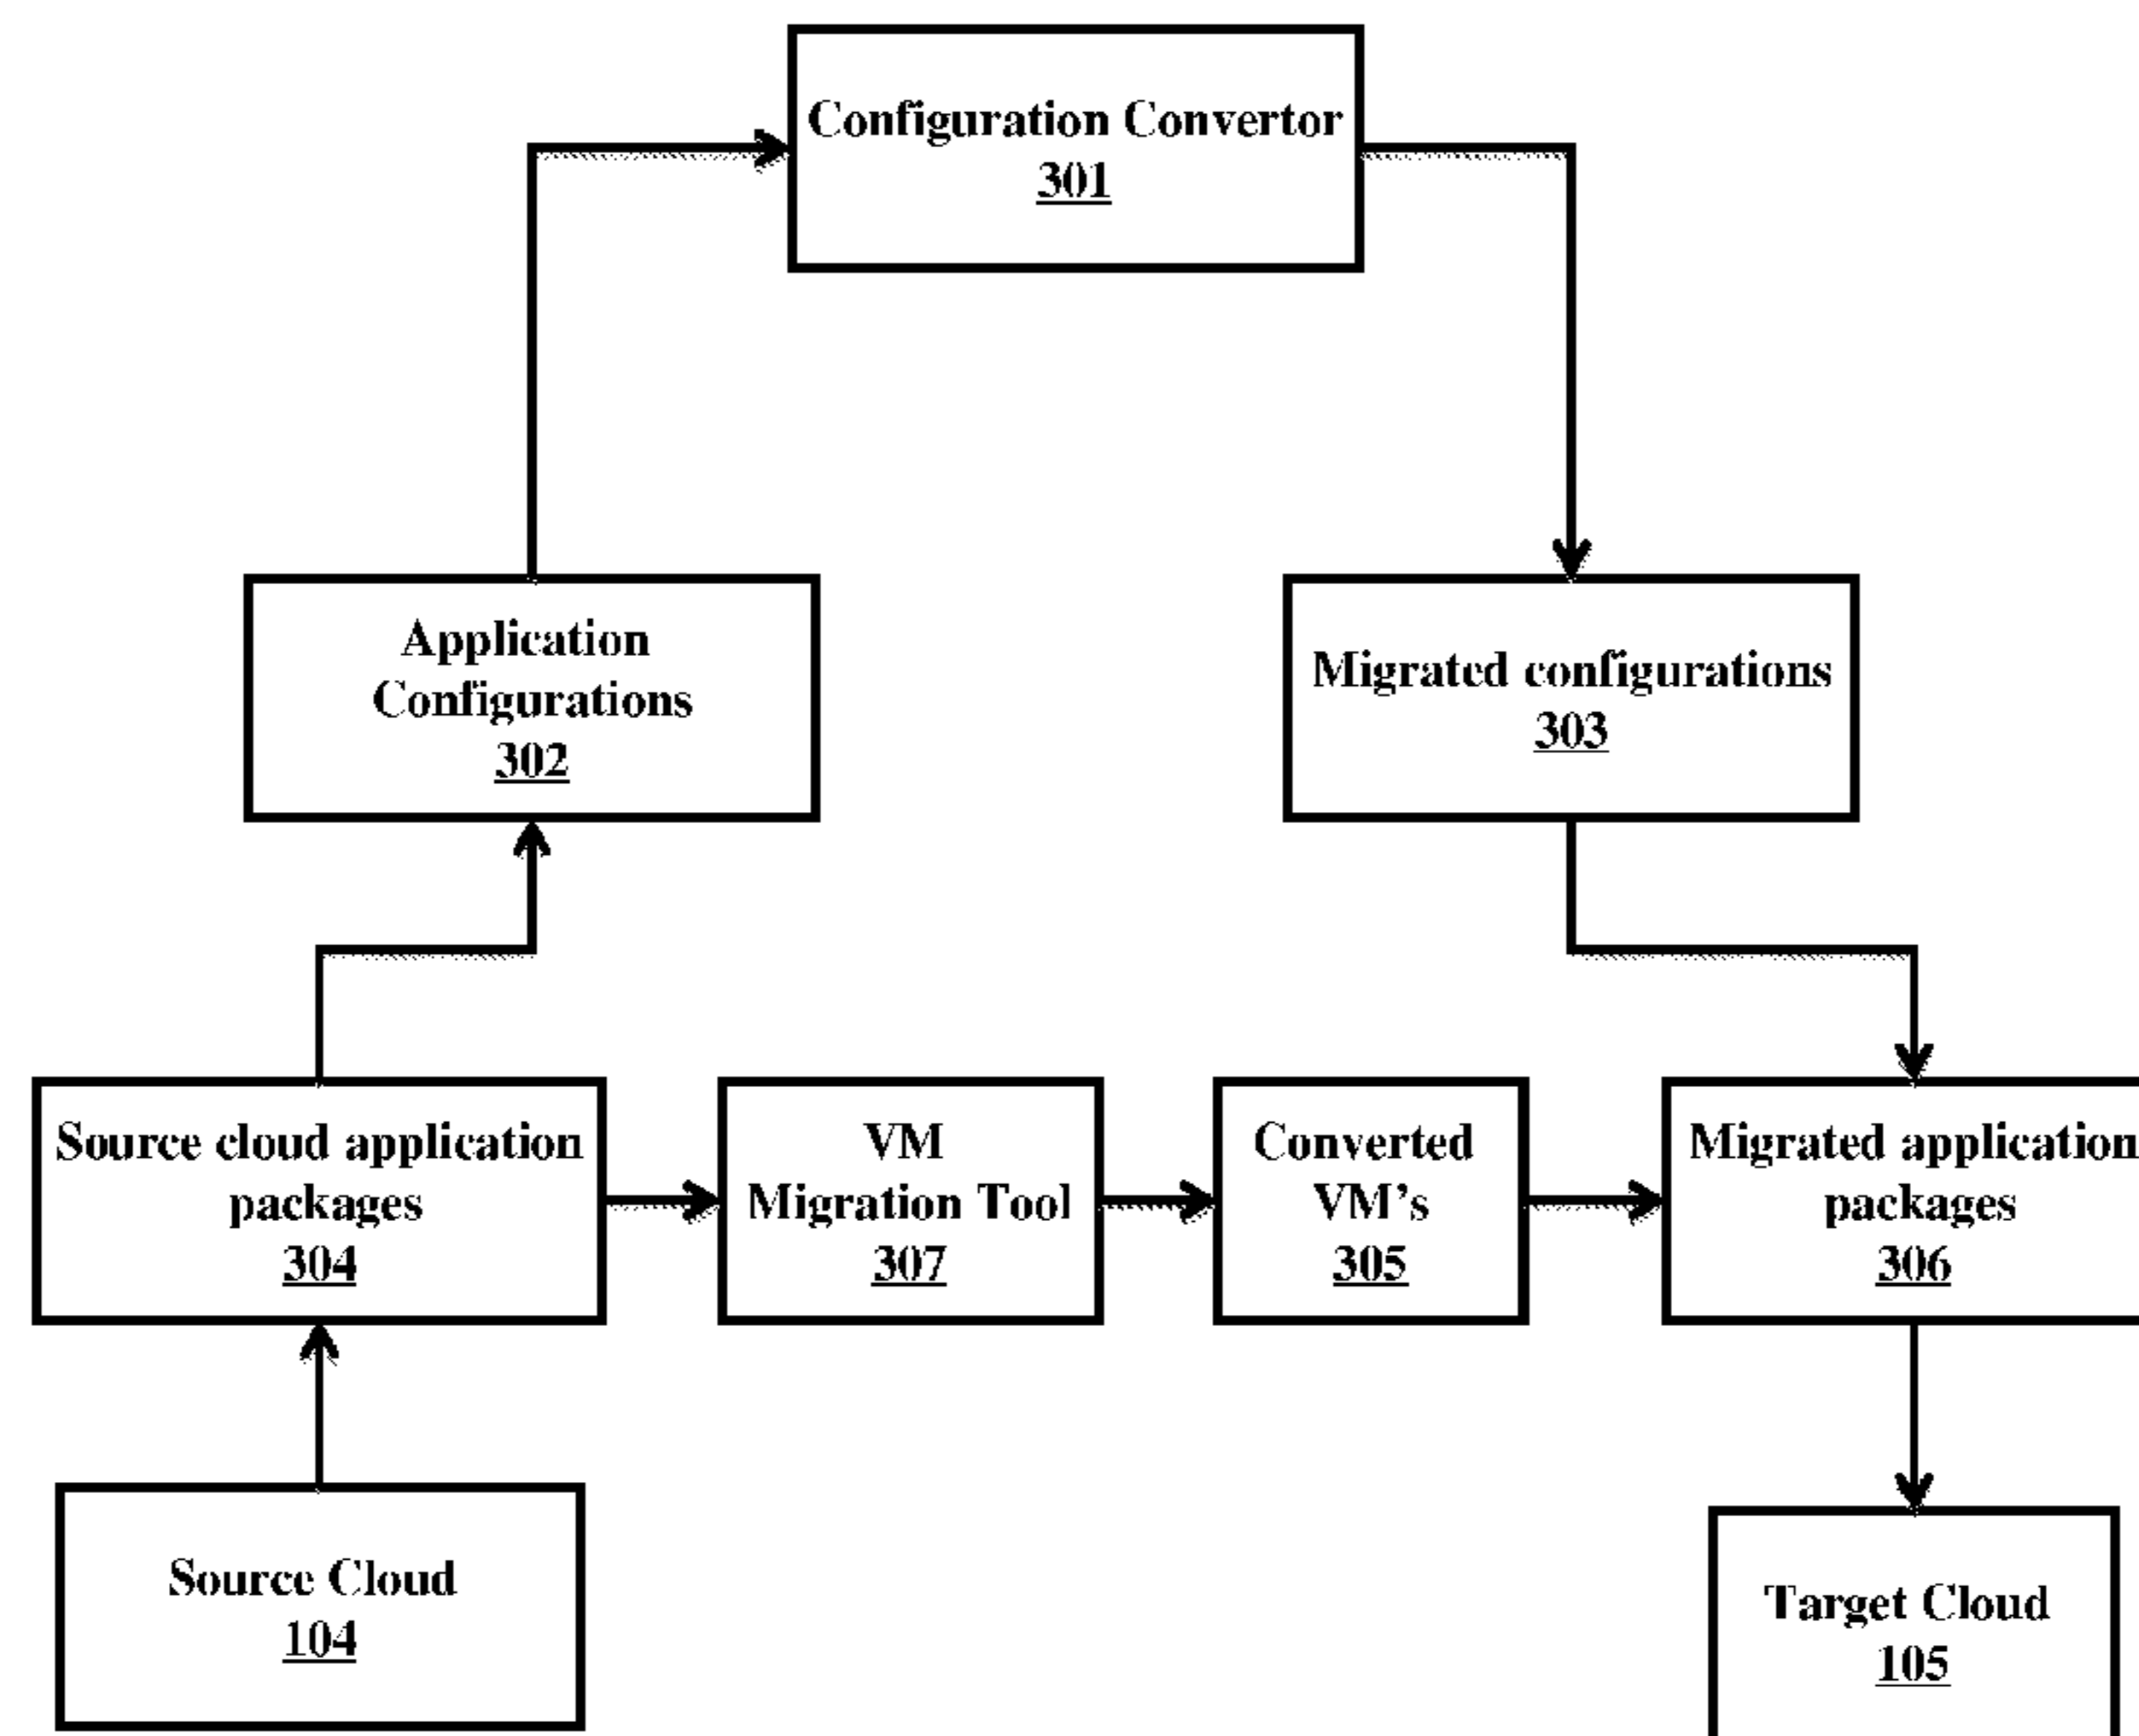 Configuration Convertor
301
Application
Configurations
302
Migrated configurations
303
Source cloud application
packages
304
VM
Migration Tool
307
Converted
VM's
305
Migrated application
packages
306
Source Cloud
104
Target Cloud
105